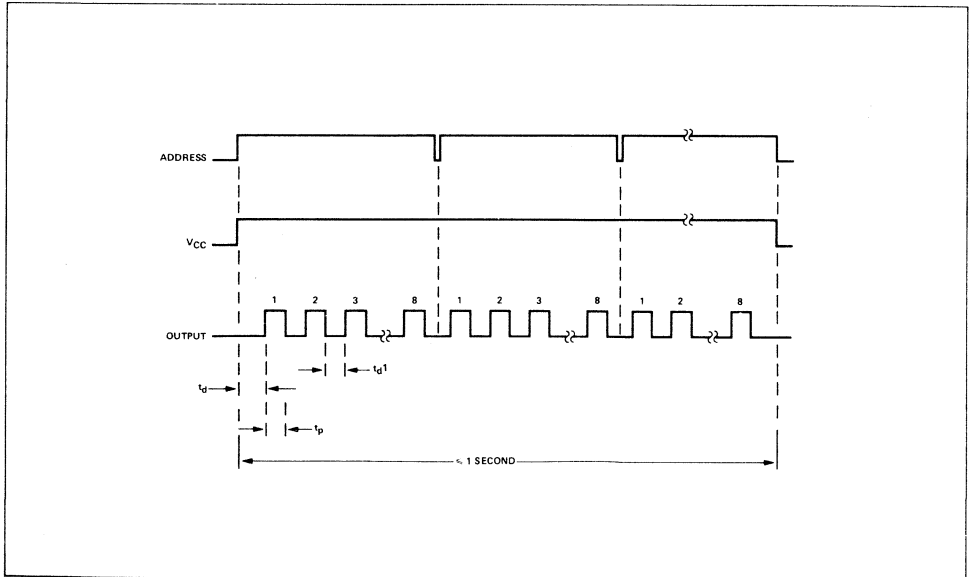 ADDRESS
VCC
1 2 3 8 1 2 3 8 1 2 8
OUTPUT
td1
td
tp
≤ 1 SECOND